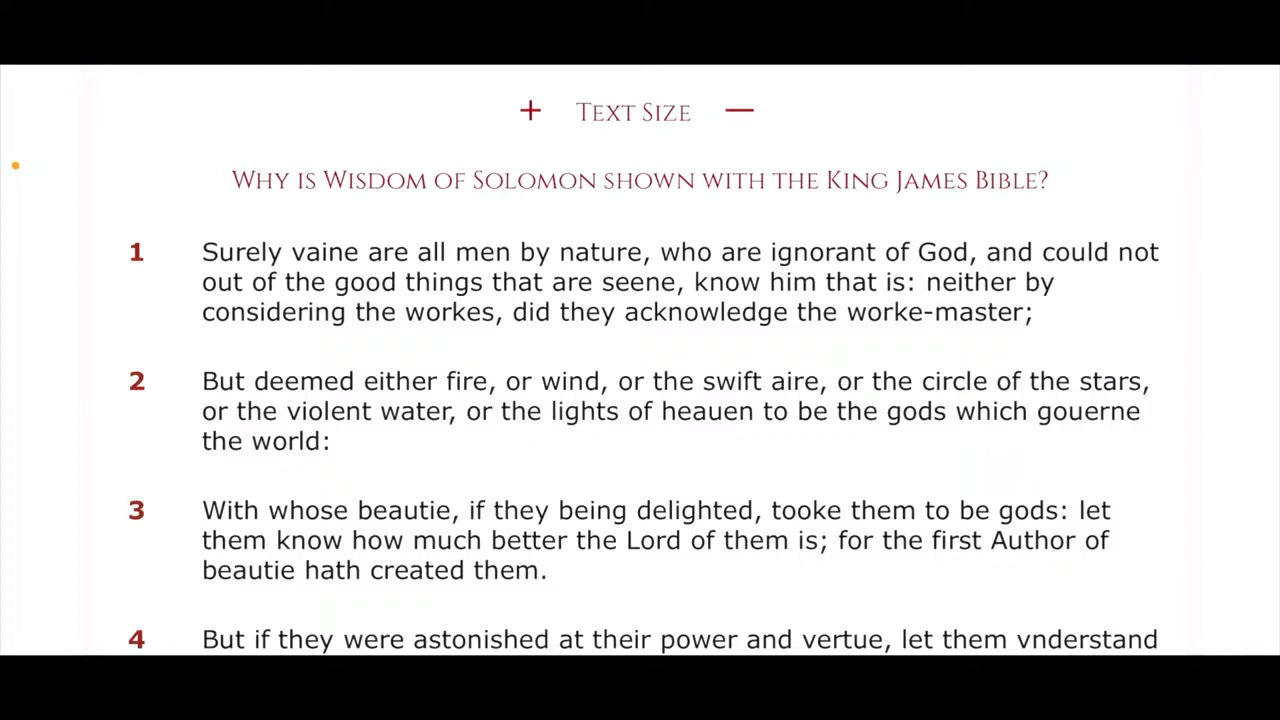 + Text Size —
Why is Wisdom of Solomon shown with the King James Bible?
1 Surely vaine are all men by nature, who are ignorant of God, and could not
out of the good things that are seene, know him that is: neither by
considering the workes, did they acknowledge the worke-master;
2 But deemed either fire, or wind, or the swift aire, or the circle of the stars,
or the violent water, or the lights of heauen to be the gods which gouerne
the world:
3 With whose beautie, if they being delighted, tooke them to be gods: let
them know how much better the Lord of them is; for the first Author of
beautie hath created them.
4 But if they were astonished at their power and vertue, let them vnderstand